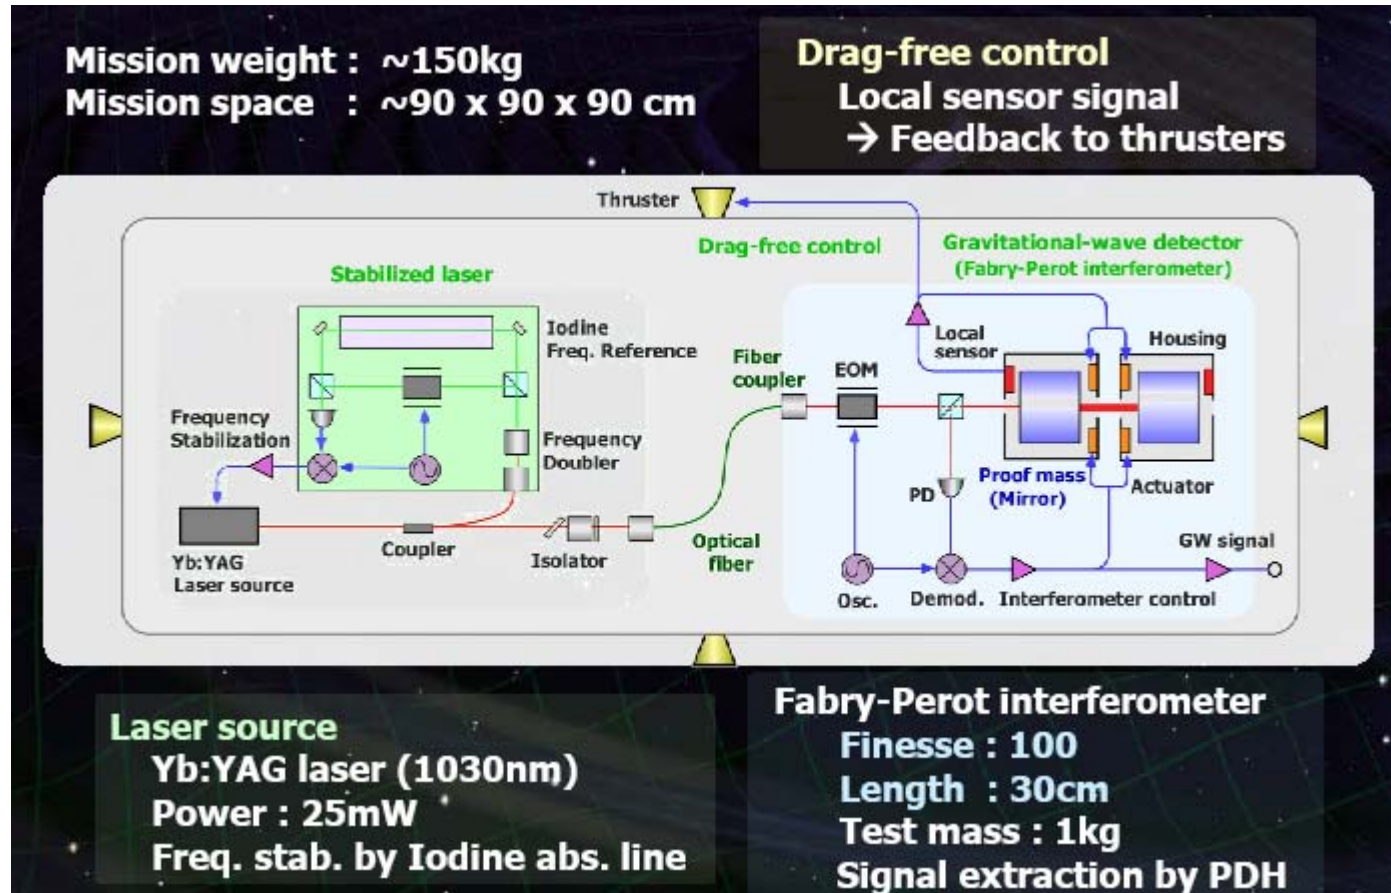 Mission weight : ~150kg
Mission space : ~90 x 90 x 90 cm
Drag-free control
Local sensor signal
→ Feedback to thrusters
Thruster
Drag-free control
Gravitational-wave detector
(Fabry-Perot interferometer)
Stabilized laser
Iodine
Freq. Reference
Local
sensor
Housing
Fiber
coupler
EOM
Frequency
Stabilization
Frequency
Doubler
Proof mass
(Mirror)
Actuator
PD
Yb:YAG
Laser source
Coupler
Isolator
Optical
fiber
GW signal
Osc.
Demod.
Interferometer control
Laser source
Yb:YAG laser (1030nm)
Power : 25mW
Freq. stab. by Iodine abs. line
Fabry-Perot interferometer
Finesse : 100
Length : 30cm
Test mass : 1kg
Signal extraction by PDH